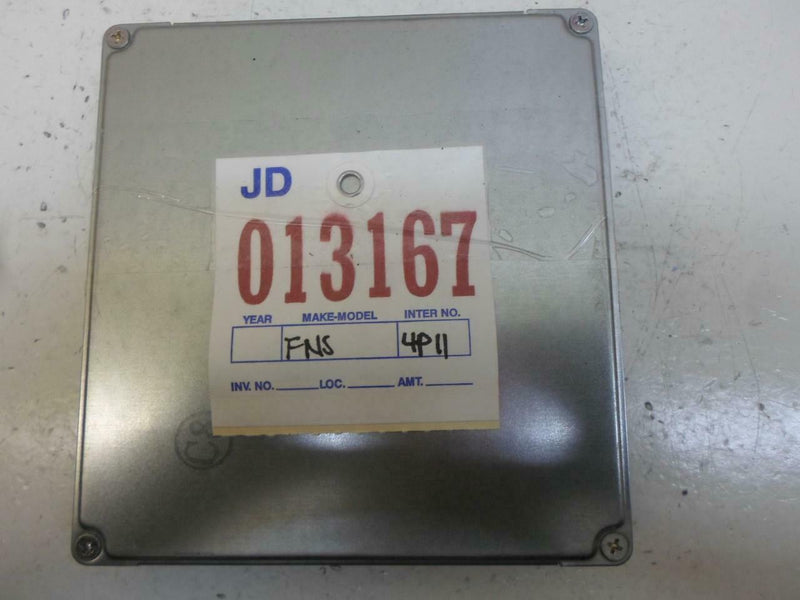 JD
013167
YEAR MAKE-MODEL INTER NO.
FNS 4P11
INV. NO. LOC. AMT.